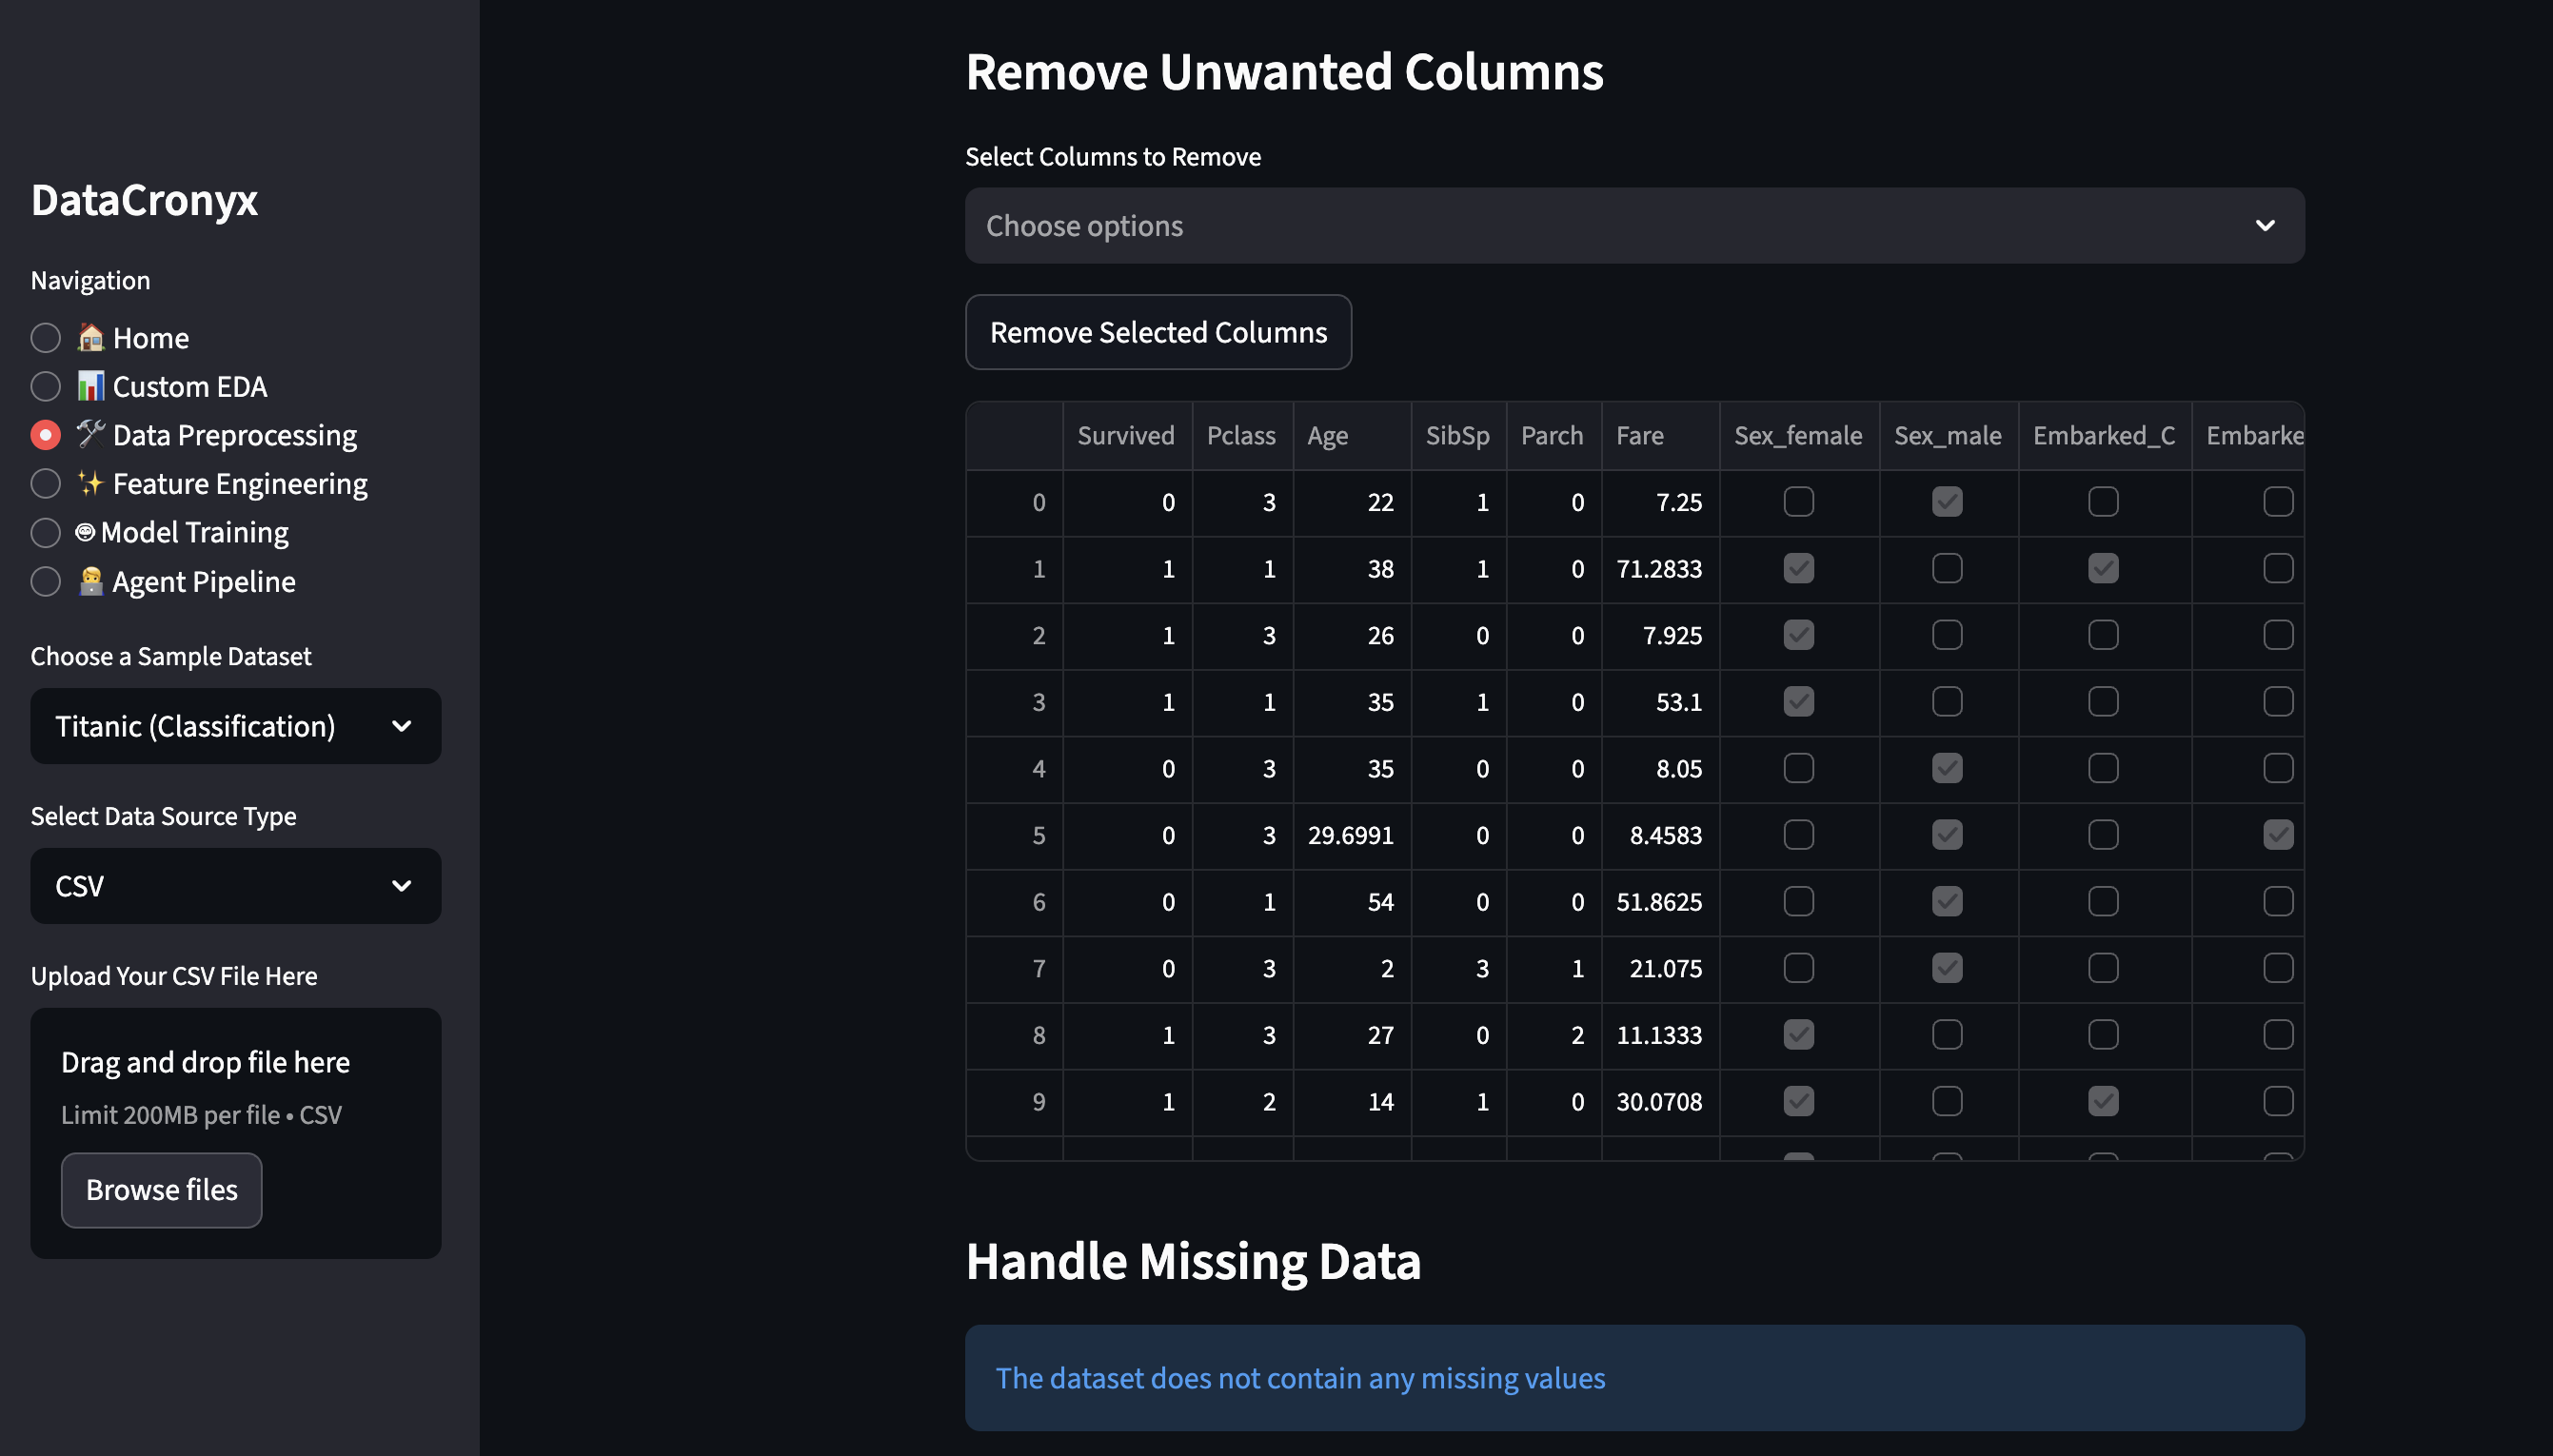 DataCronyx
Navigation
🏠 Home
📊 Custom EDA
🛠 Data Preprocessing
✨ Feature Engineering
Model Training
🧑‍💻 Agent Pipeline
Choose a Sample Dataset
Titanic (Classification)
Select Data Source Type
CSV
Upload Your CSV File Here
Drag and drop file here
Limit 200MB per file • CSV
Browse files
Remove Unwanted Columns
Select Columns to Remove
Choose options
Remove Selected Columns
Survived Pclass Age SibSp Parch Fare Sex_female Sex_male Embarked_C Embarke
0 0 3 22 1 0 7.25
1 1 1 38 1 0 71.2833
2 1 3 26 0 0 7.925
3 1 1 35 1 0 53.1
4 0 3 35 0 0 8.05
5 0 3 29.6991 0 0 8.4583
6 0 1 54 0 0 51.8625
7 0 3 2 3 1 21.075
8 1 3 27 0 2 11.1333
9 1 2 14 1 0 30.0708
Handle Missing Data
The dataset does not contain any missing values